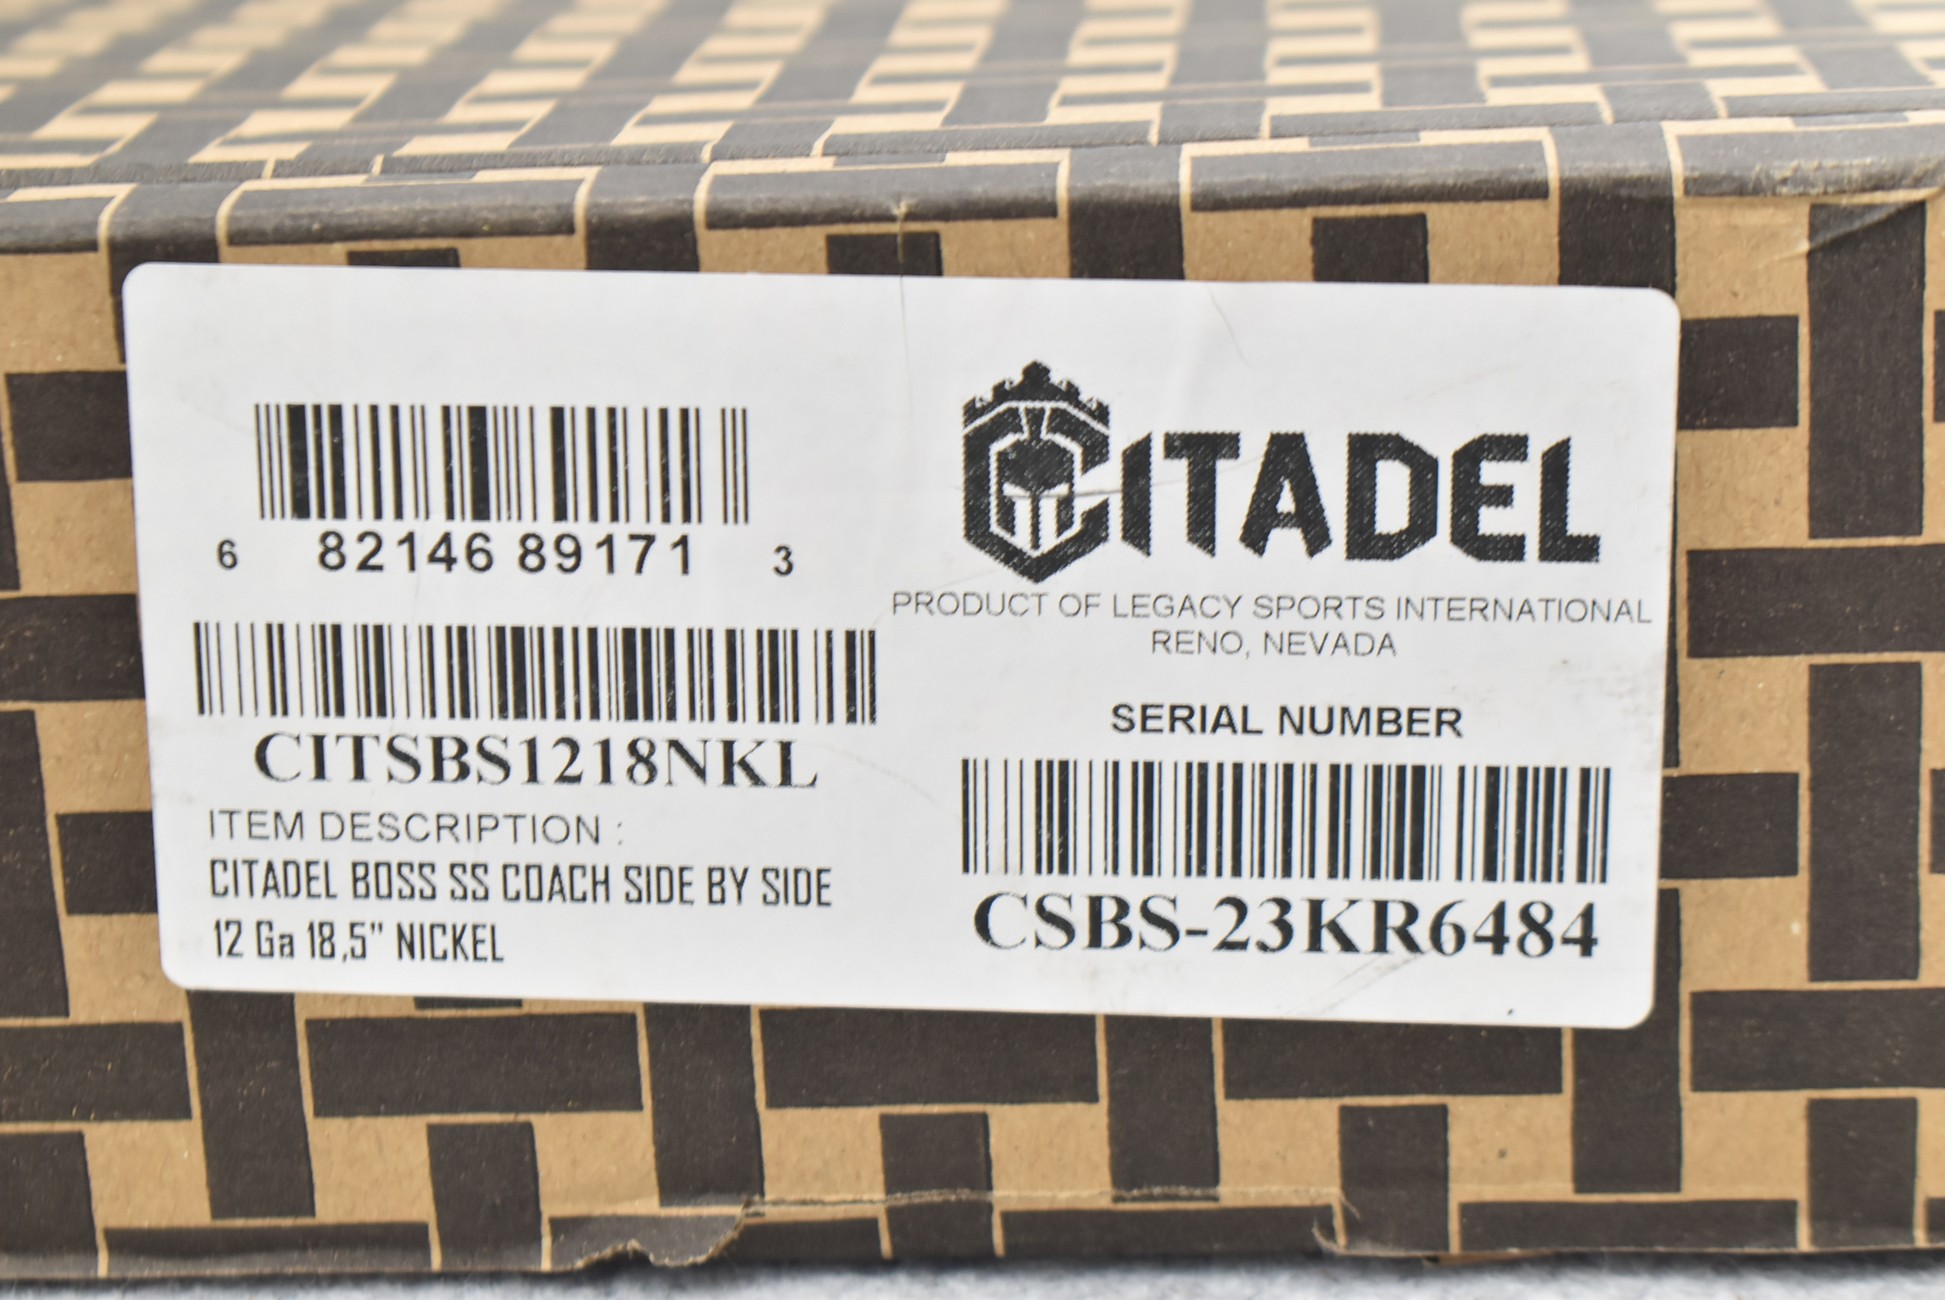 6 82146 89171 3
CITSBS1218NKL
ITEM DESCRIPTION :
CITADEL BOSS SS COACH SIDE BY SIDE
12 Ga 18,5" NICKEL
CITADEL
PRODUCT OF LEGACY SPORTS INTERNATIONAL
RENO, NEVADA
SERIAL NUMBER
CSBS-23KR6484